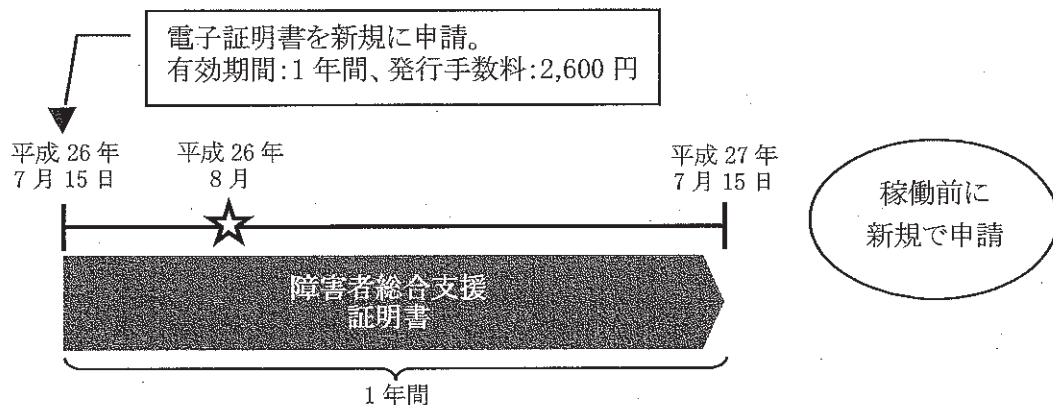 電子証明書を新規に申請。
有効期間:1年間、発行手数料:2,600円
平成26年
7月15日
平成26年
8月
平成27年
7月15日
稼働前に
新規で申請
障害者総合支援
証明書
1年間